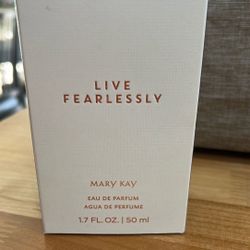 LIVE
FEARLESSLY
MARY KAY
EAU DE PARFUM
AGUA DE PERFUME
1.7 FL. OZ. | 50 ml